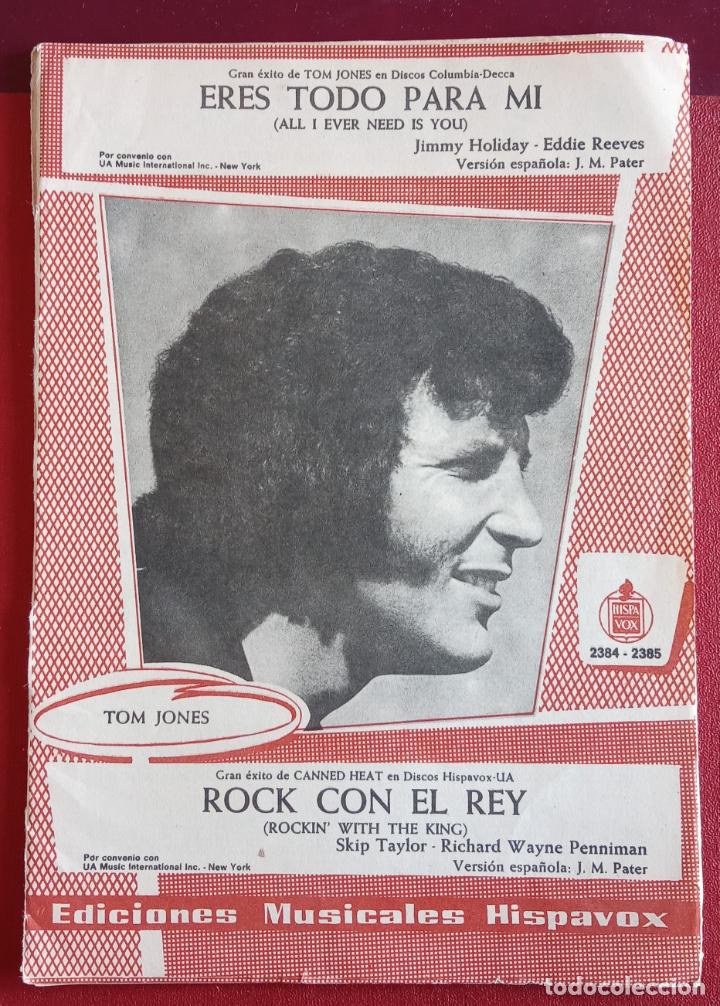 Gran éxito de TOM JONES en Discos Columbia-Decca
ERES TODO PARA MI
(ALL I EVER NEED IS YOU)
Jimmy Holiday - Eddie Reeves
Por convenio con
UA Music International Inc. - New York
Versión española: J. M. Pater
HISPA
VOX
2384 - 2385
TOM JONES
Gran éxito de CANNED HEAT en Discos Hispavox-UA
ROCK CON EL REY
(ROCKIN' WITH THE KING)
Skip Taylor - Richard Wayne Penniman
Por convenio con
UA Music International Inc. - New York
Versión española: J. M. Pater
Ediciones Musicales Hispavox
todocoleccion